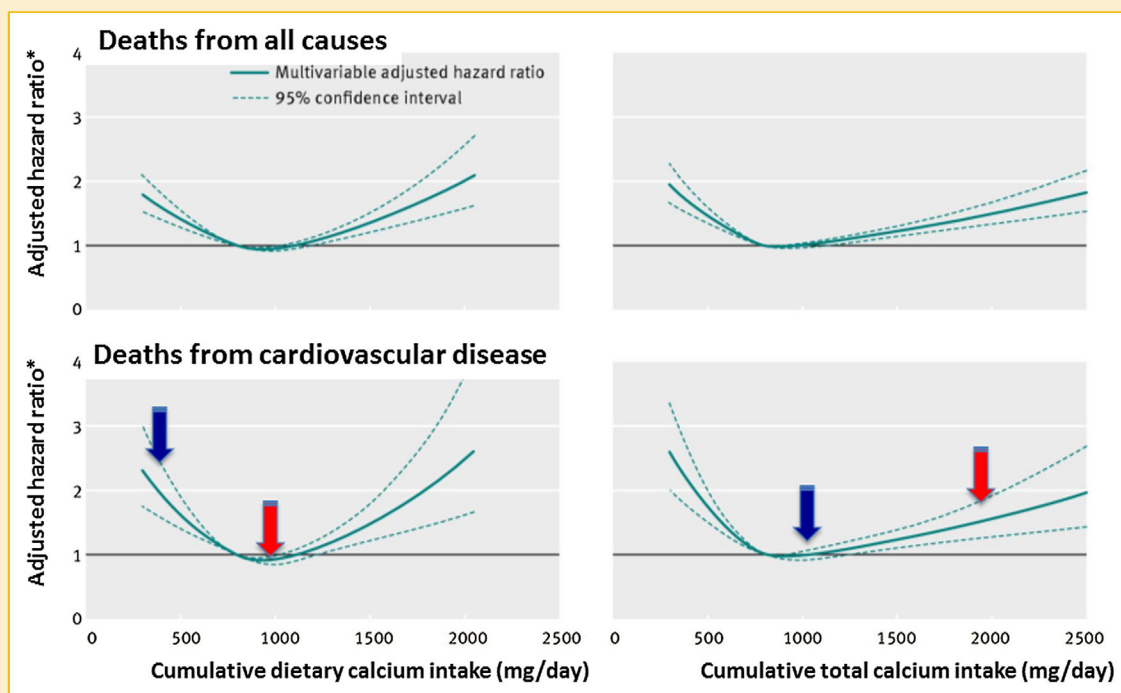 Deaths from all causes
Adjusted hazard ratio*
4
3
2
1
0
Multivariable adjusted hazard ratio
95% confidence interval
Deaths from cardiovascular disease
Adjusted hazard ratio*
4
3
2
1
0
0 500 1000 1500 2000 2500
0 500 1000 1500 2000 2500
Cumulative dietary calcium intake (mg/day)
Cumulative total calcium intake (mg/day)